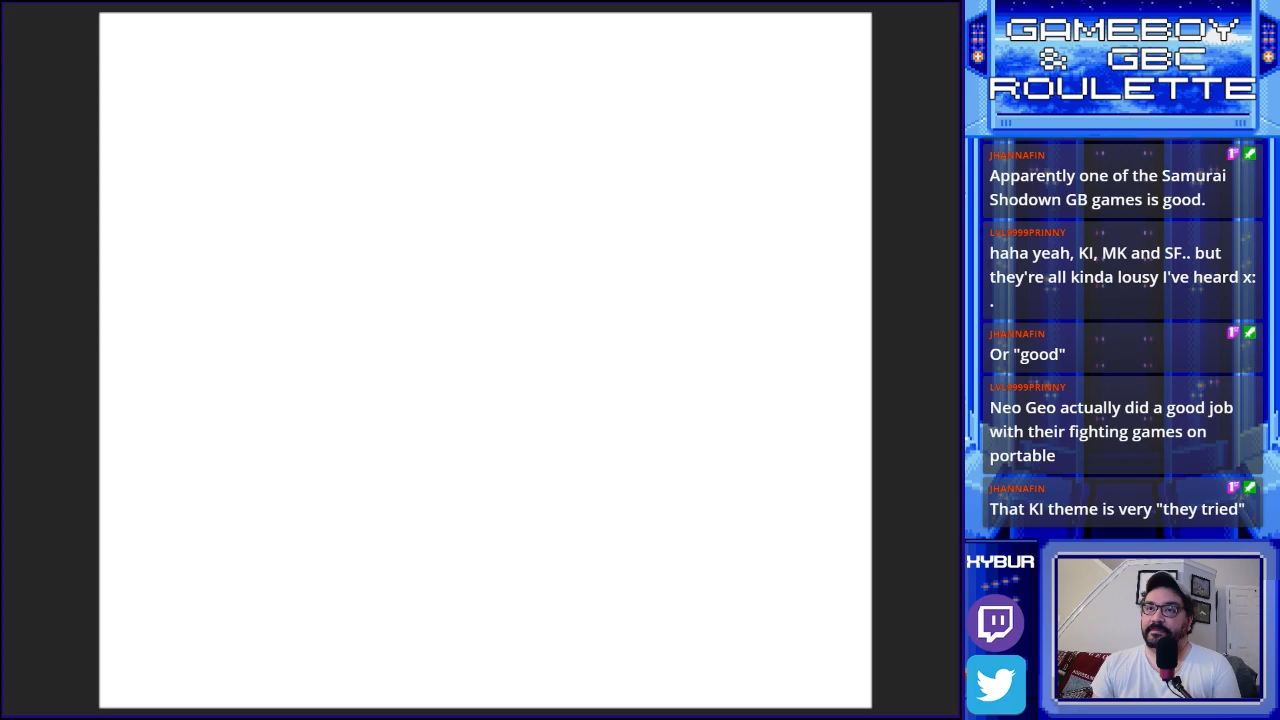 GAMEBOY
& GBC
ROULETTE
JHANNAFIN
Apparently one of the Samurai
Shodown GB games is good.
LVL9999PRINNY
haha yeah, KI, MK and SF.. but
they're all kinda lousy I've heard x:
.
JHANNAFIN
Or "good"
LVL9999PRINNY
Neo Geo actually did a good job
with their fighting games on
portable
JHANNAFIN
That KI theme is very "they tried"
HYBUR